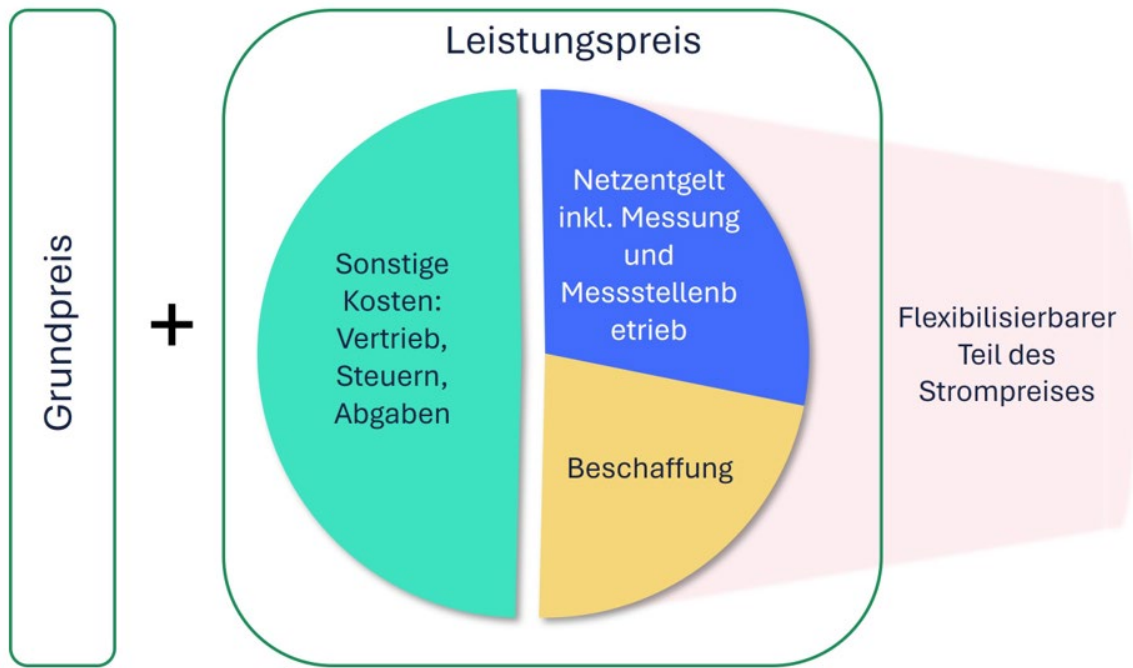 Grundpreis
+
Leistungspreis
Sonstige
Kosten:
Vertrieb,
Steuern,
Abgaben
Netzentgelt
inkl. Messung
und
Messstellenb
etrieb
Beschaffung
Flexibilisierbarer
Teil des
Strompreises